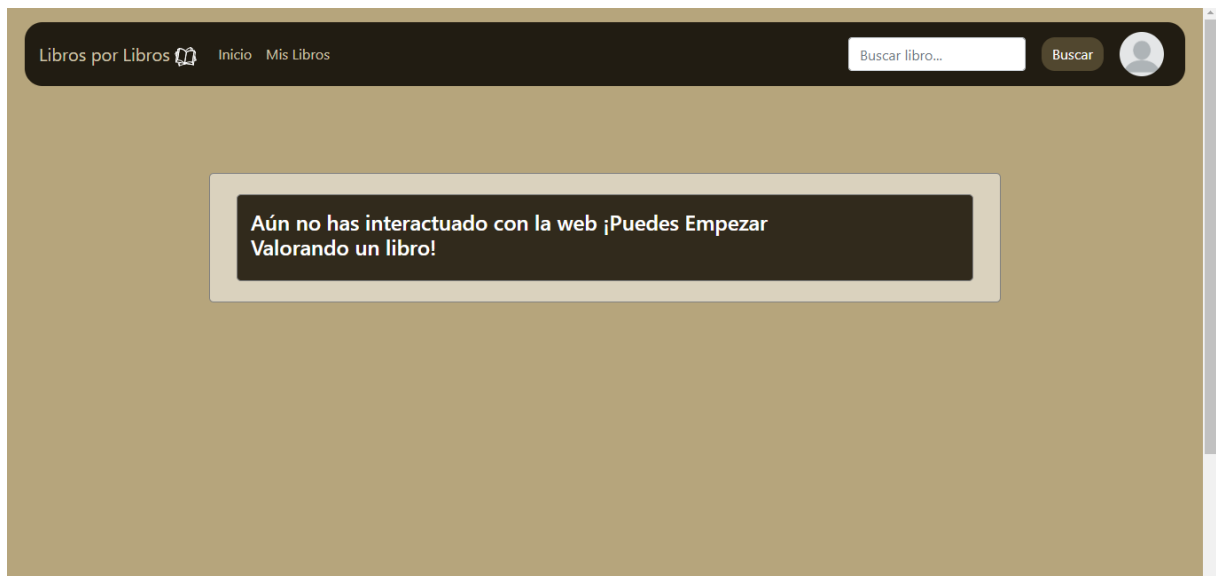 Libros por Libros
Inicio
Mis Libros
Buscar libro...
Buscar
Aún no has interactuado con la web ¡Puedes Empezar
Valorando un libro!